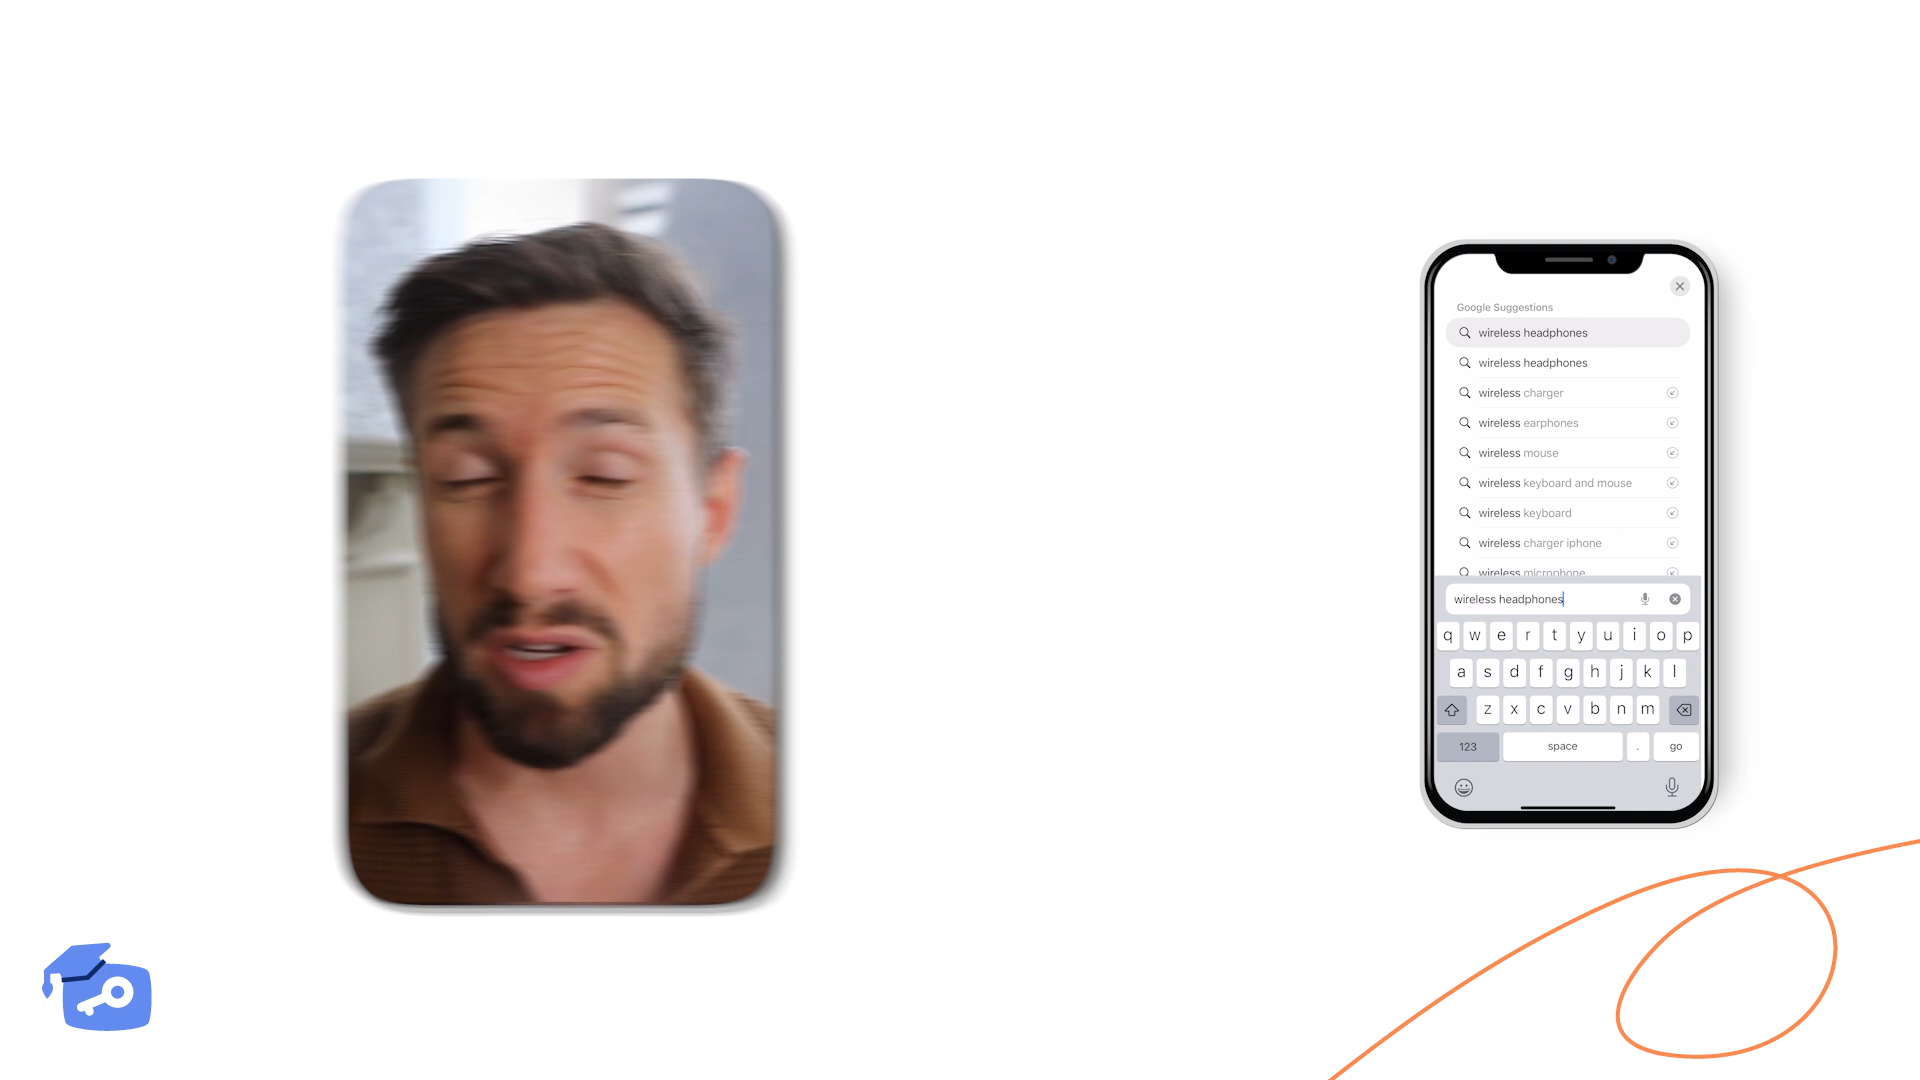 Google Suggestions
wireless headphones
wireless headphones
wireless charger
wireless earphones
wireless mouse
wireless keyboard and mouse
wireless keyboard
wireless charger iphone
wireless microphone
wireless headphones
q w e r t y u i o p
a s d f g h j k l
z x c v b n m
123 space . go